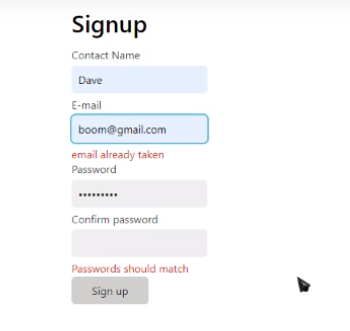 Signup
Contact Name
Dave
E-mail
boom@gmail.com
email already taken
Password
•••••••••
Confirm password
Passwords should match
Sign up